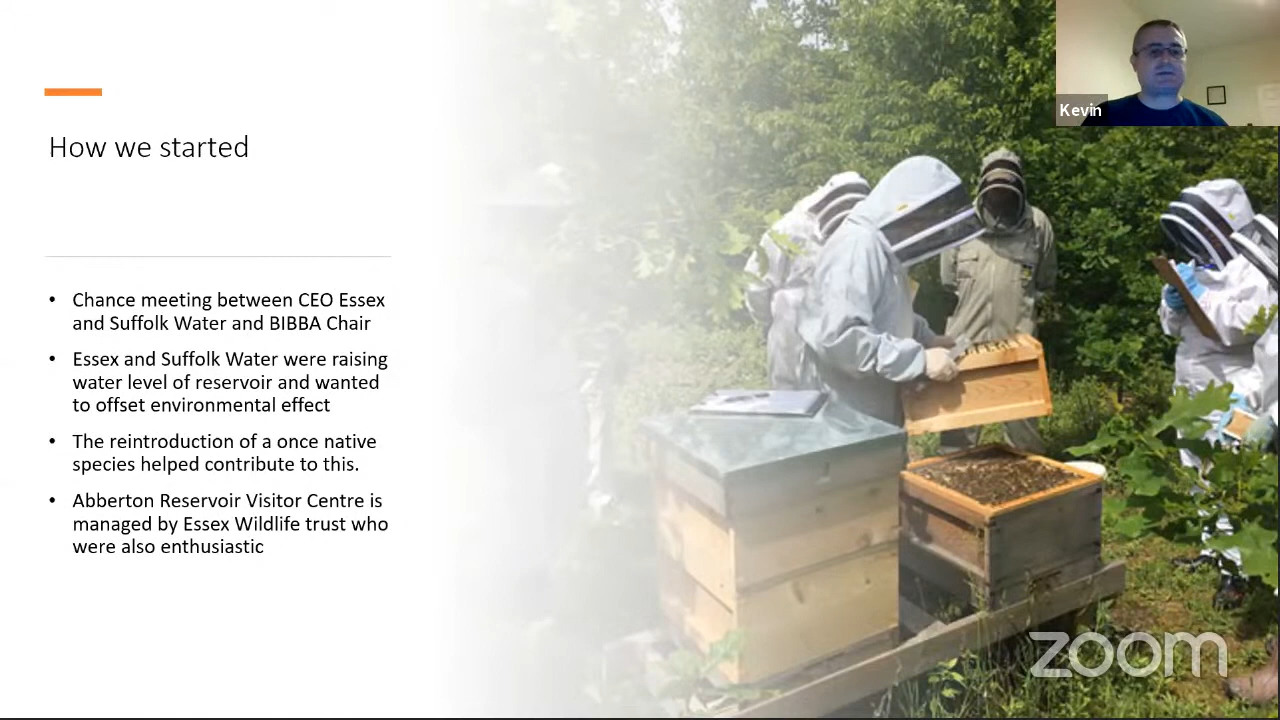 Kevin
How we started
• Chance meeting between CEO Essex
and Suffolk Water and BIBBA Chair
• Essex and Suffolk Water were raising
water level of reservoir and wanted
to offset environmental effect
• The reintroduction of a once native
species helped contribute to this.
• Abberton Reservoir Visitor Centre is
managed by Essex Wildlife trust who
were also enthusiastic
zoom